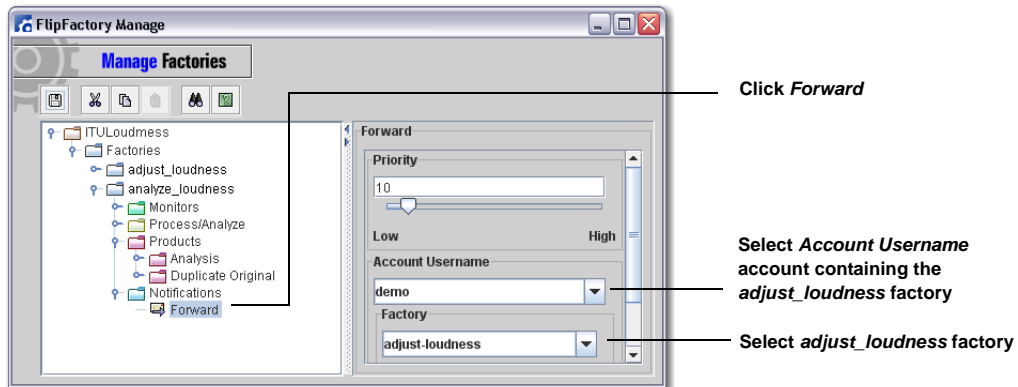 FlipFactory Manage
Manage Factories
Click Forward
ITULoudmess
Factories
adjust_loudness
analyze_loudness
Monitors
Process/Analyze
Products
Analysis
Duplicate Original
Notifications
Forward
Forward
Priority
10
Low High
Account Username
demo
Factory
adjust-loudness
Select Account Username
account containing the
adjust_loudness factory
Select adjust_loudness factory